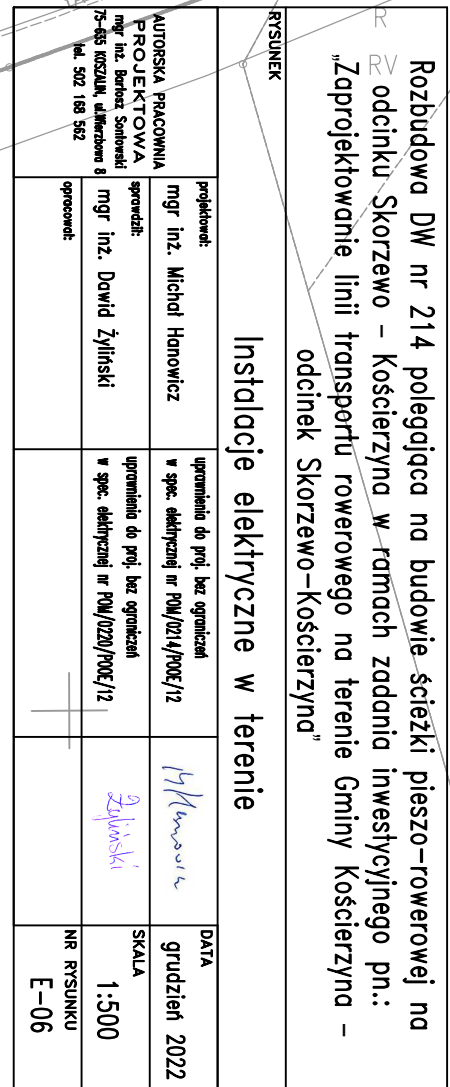 R
RV
Rozbudowa DW nr 214 polegająca na budowie ścieżki pieszo-rowerowej na
odcinku Skorzewo - Kościerzyna w ramach zadania inwestycyjnego pn.:
„Zaprojektowanie linii transportu rowerowego na terenie Gminy Kościerzyna -
odcinek Skorzewo-Kościerzyna"
RYSUNEK
Instalacje elektryczne w terenie
AUTORSKA PRACOWNIA
PROJEKTOWA
mgr inż. Bartosz Sontowski
75-635 KOSZALIN, ul.Wierzbowa 8
tel. 502 168 562
projektował:
mgr inż. Michał Hanowicz
uprawnienia do proj. bez ograniczeń
w spec. elektrycznej nr POM/0214/POOE/12
M Hanowicz
DATA
grudzień 2022
sprawdził:
mgr inż. Dawid Żyliński
uprawnienia do proj. bez ograniczeń
w spec. elektrycznej nr POM/0220/POOE/12
Żyliński
SKALA
1:500
opracował:
NR RYSUNKU
E-06